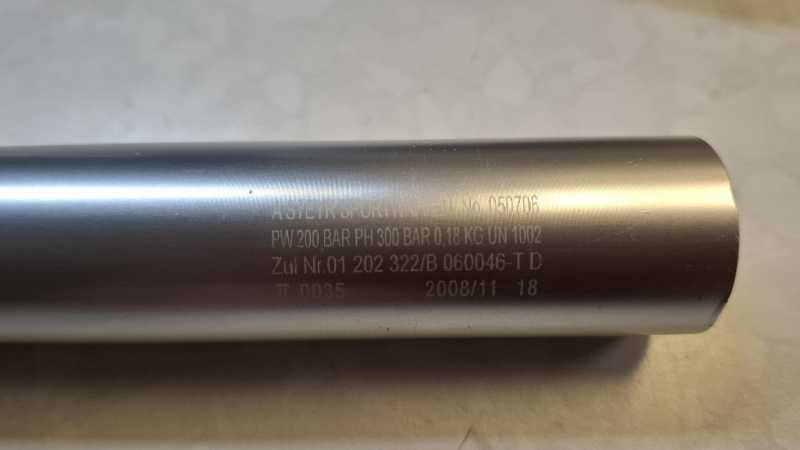 A STEYR No. 050706
PW 200 BAR PH 300 BAR 0,18 KG UN 1002
Zul Nr.01 202 322/B 060046-T D
π 0035 2008/11 18